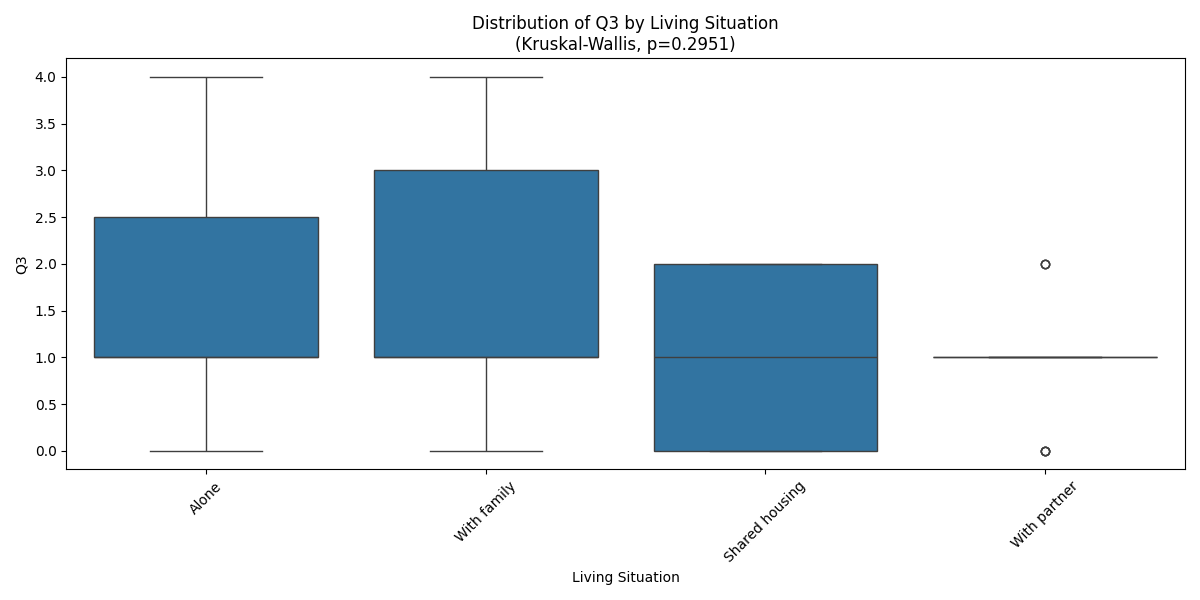 Distribution of Q3 by Living Situation
(Kruskal-Wallis, p=0.2951)
4.0
3.5
3.0
2.5
2.0
1.5
1.0
0.5
0.0
Q3
Alone
With family
Shared housing
With partner
Living Situation